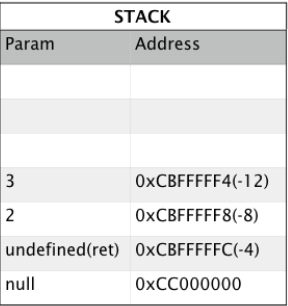 STACK
Param Address
3 0xCBFFFFF4(-12)
2 0xCBFFFFF8(-8)
undefined(ret) 0xCBFFFFFC(-4)
null 0xCC000000